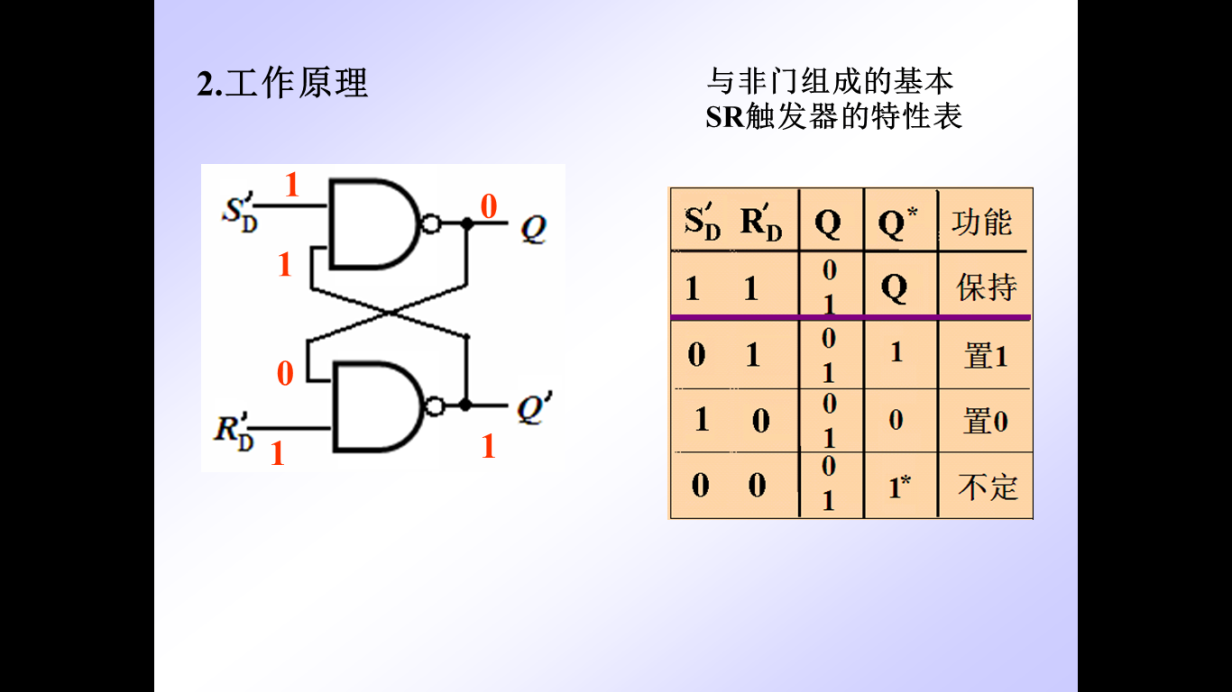 2.工作原理
与非门组成的基本
SR触发器的特性表
S′D 1 0 Q
1
0
R′D 1 1 Q′
S′D R′D Q Q* 功能
1 1 0 1 Q 保持
0 1 0 1 1 置1
1 0 0 1 0 置0
0 0 0 1 1* 不定